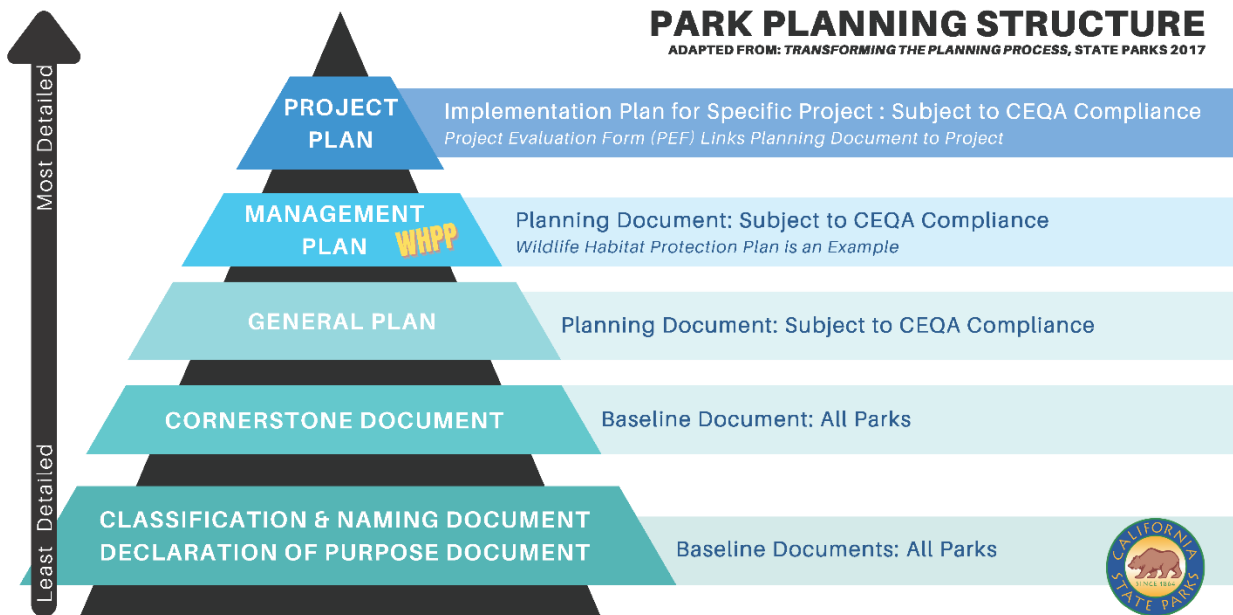 PARK PLANNING STRUCTURE
ADAPTED FROM: TRANSFORMING THE PLANNING PROCESS, STATE PARKS 2017
Most Detailed
Least Detailed
PROJECT
PLAN
Implementation Plan for Specific Project : Subject to CEQA Compliance
Project Evaluation Form (PEF) Links Planning Document to Project
MANAGEMENT
PLAN
WHPP
Planning Document: Subject to CEQA Compliance
Wildlife Habitat Protection Plan is an Example
GENERAL PLAN
Planning Document: Subject to CEQA Compliance
CORNERSTONE DOCUMENT
Baseline Document: All Parks
CLASSIFICATION & NAMING DOCUMENT
DECLARATION OF PURPOSE DOCUMENT
Baseline Documents: All Parks
CALIFORNIA
SINCE 1864
STATE PARKS